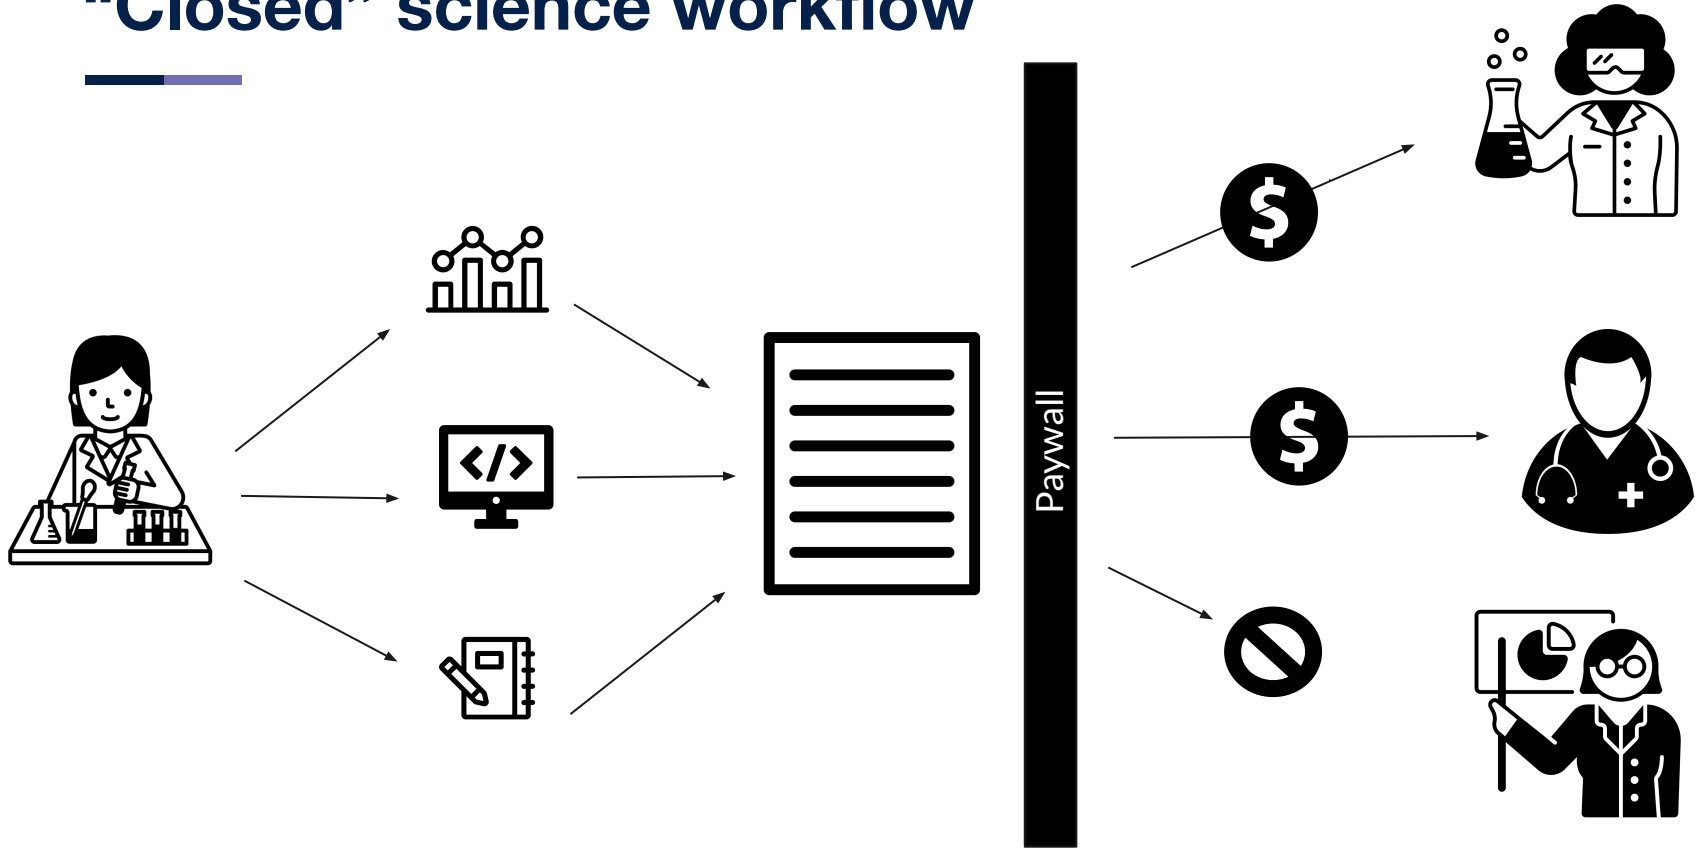 “Closed” science workflow
$
</>
$
Paywall